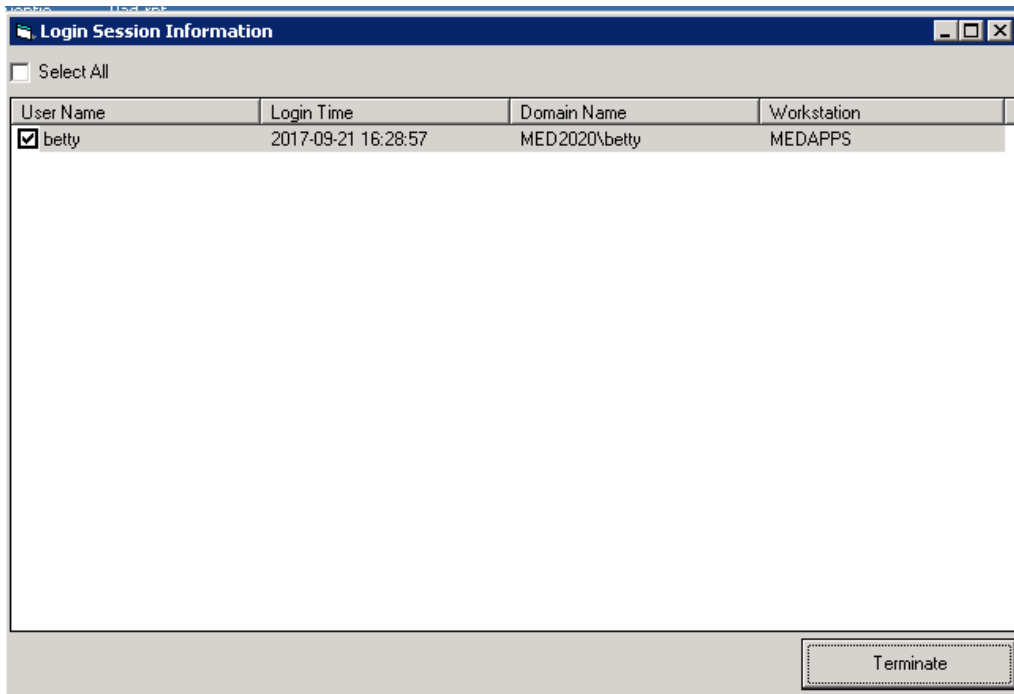 Login Session Information
Select All
User Name Login Time Domain Name Workstation
betty 2017-09-21 16:28:57 MED2020\betty MEDAPPS
Terminate